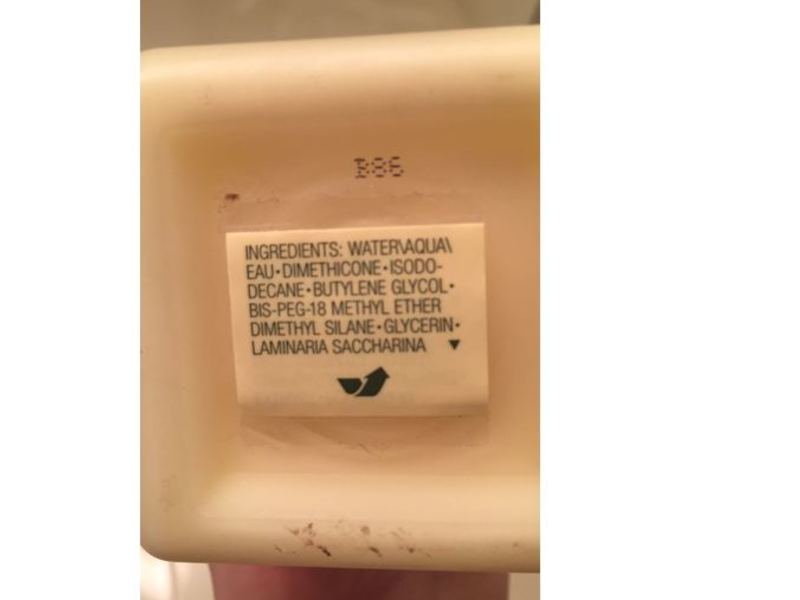 B86
INGREDIENTS: WATER\AQUA\
EAU•DIMETHICONE•ISODO-
DECANE•BUTYLENE GLYCOL•
BIS-PEG-18 METHYL ETHER
DIMETHYL SILANE•GLYCERIN•
LAMINARIA SACCHARINA